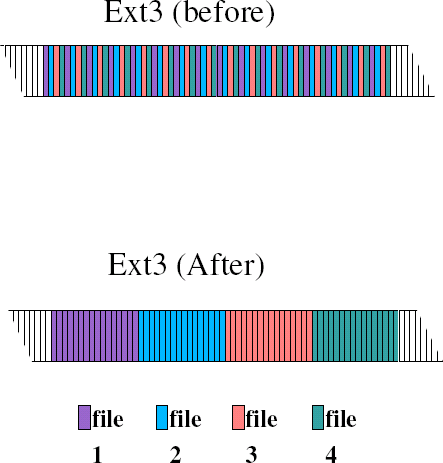 Ext3 (before)
Ext3 (After)
file file file file
1 2 3 4